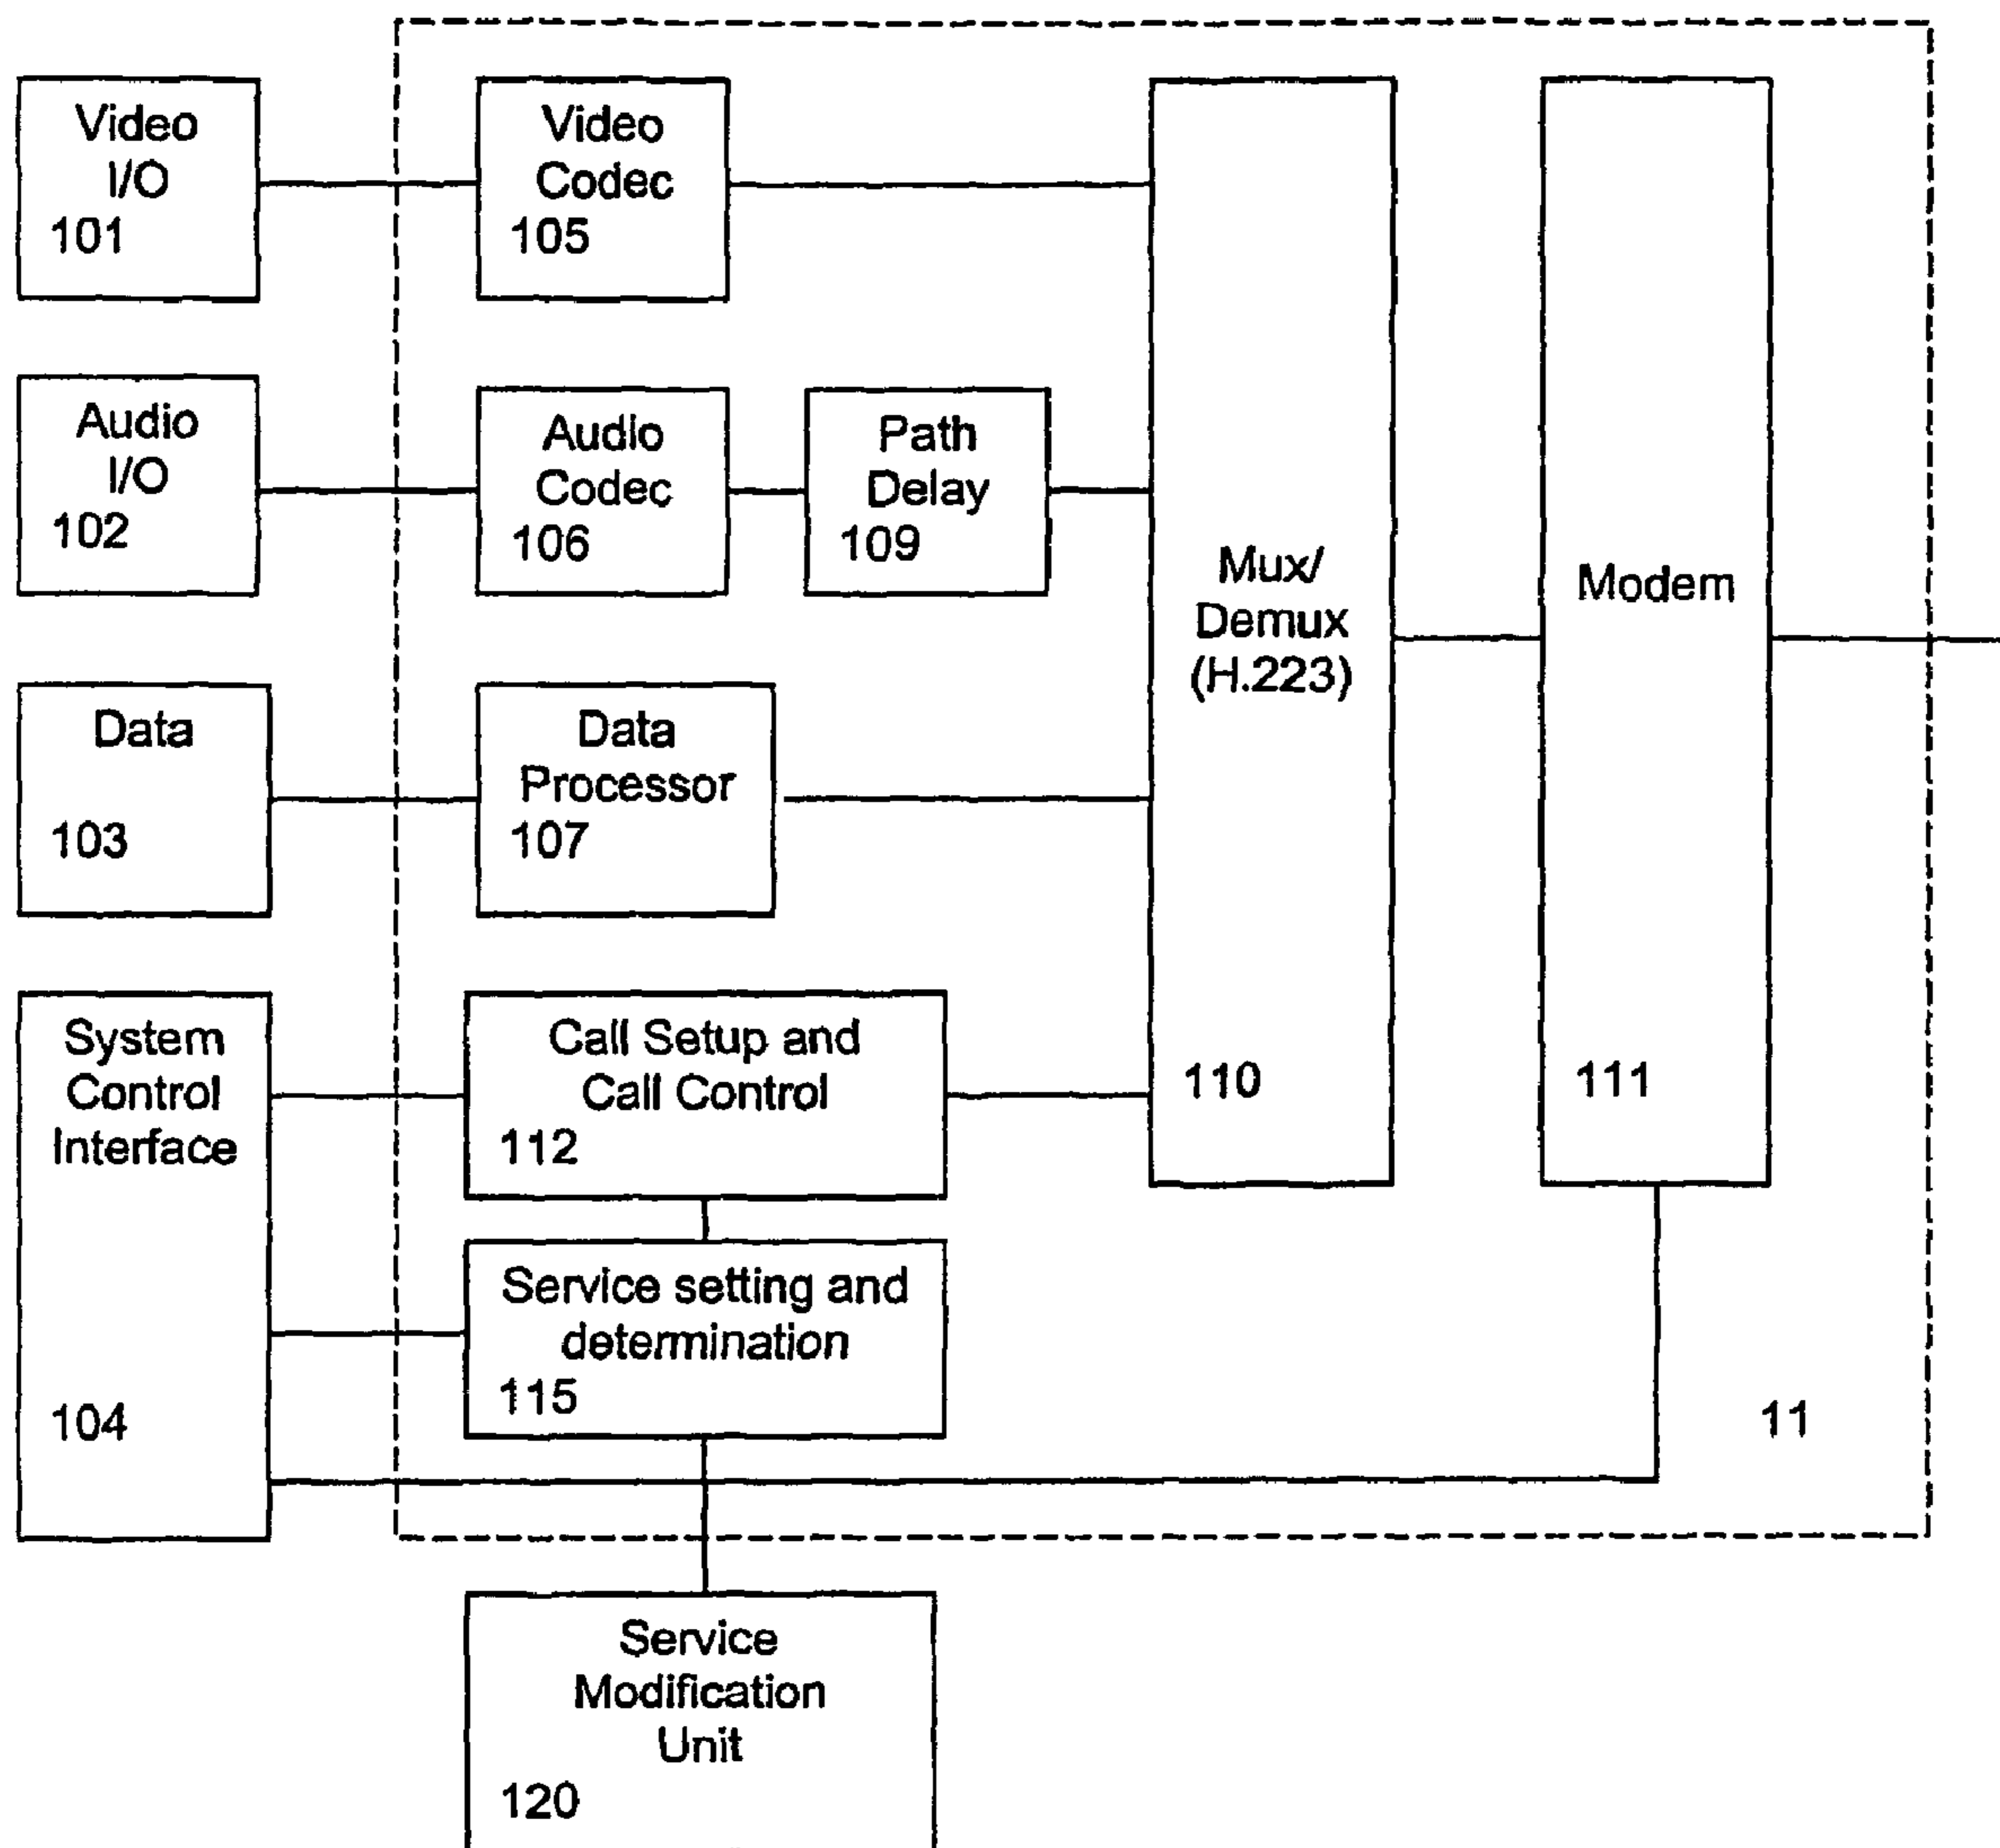 Video
I/O
101
Video
Codec
105
Audio
I/O
102
Audio
Codec
106
Path
Delay
109
Mux/
Demux
(H.223)
110
Modem
111
Data
103
Data
Processor
107
System
Control
Interface
104
Call Setup and
Call Control
112
Service setting and
determination
115
11
Service
Modification
Unit
120